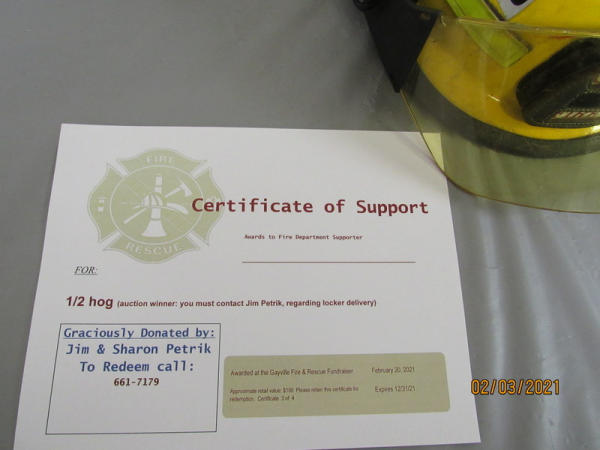 FIRE
RESCUE
Certificate of Support
Awards to Fire Department Supporter
FOR:
1/2 hog (auction winner: you must contact Jim Petrik, regarding locker delivery)
Graciously Donated by:
Jim & Sharon Petrik
To Redeem call:
661-7179
Awarded at the Gayville Fire & Rescue Fundraiser February 20, 2021
Approximate retail value: $100 Please retain this certificate for Expires 12/31/21
redemption. Certificate 3 of 4
02/03/2021